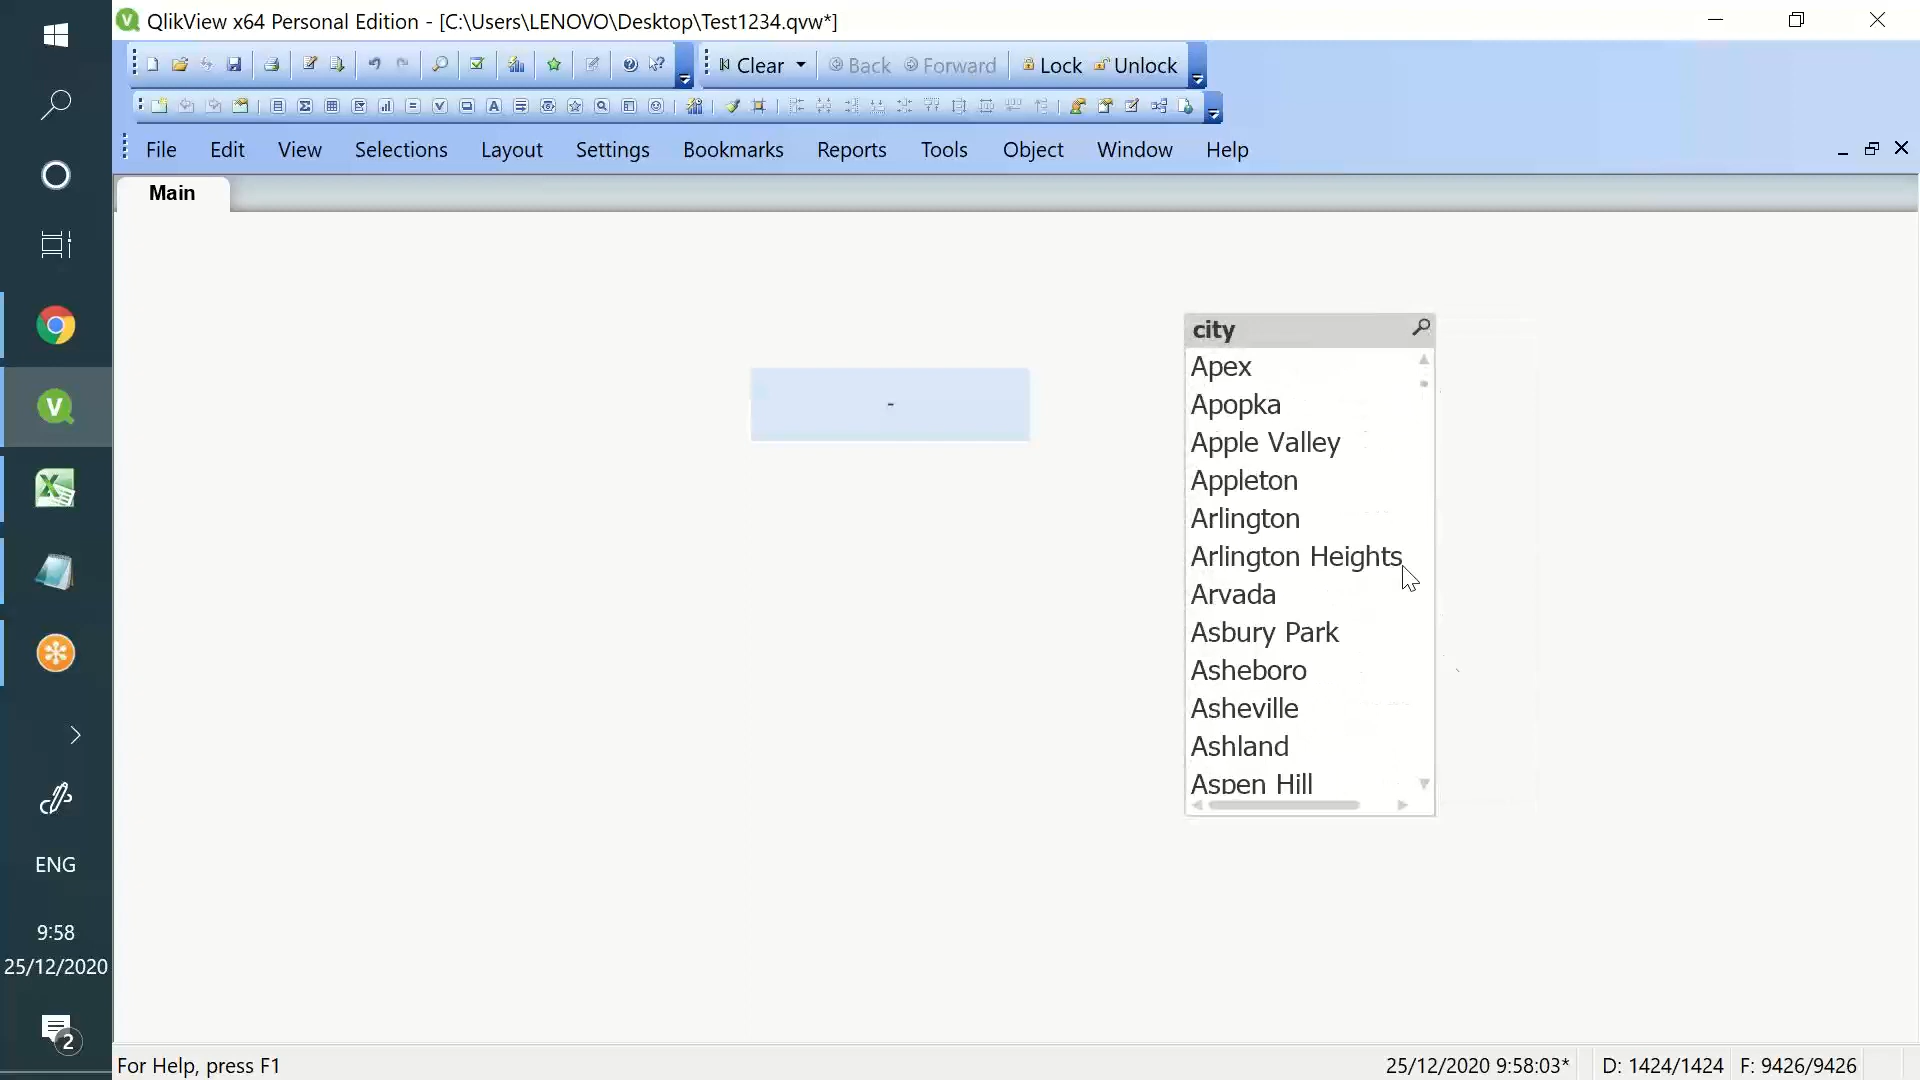 QlikView x64 Personal Edition - [C:\Users\LENOVO\Desktop\Test1234.qvw*]
Clear Back Forward Lock Unlock
File Edit View Selections Layout Settings Bookmarks Reports Tools Object Window Help
Main
city
-
Apex
Apopka
Apple Valley
Appleton
Arlington
Arlington Heights
Arvada
Asbury Park
Asheboro
Asheville
Ashland
Aspen Hill
ENG
9:58
25/12/2020
2
For Help, press F1
25/12/2020 9:58:03* D: 1424/1424 F: 9426/9426